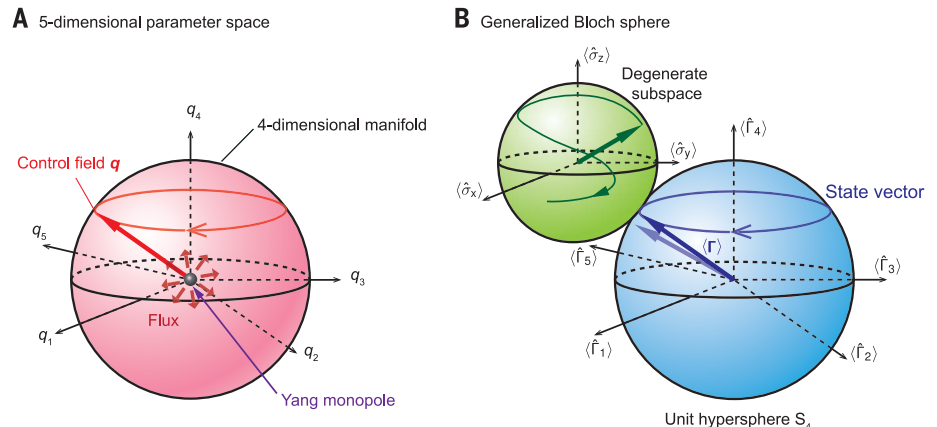 A 5-dimensional parameter space
q4
4-dimensional manifold
Control field q
q5
q3
q1
Flux
q2
Yang monopole
B Generalized Bloch sphere
⟨σ̂z⟩
Degenerate
subspace
⟨Γ̂4⟩
⟨σ̂y⟩
⟨σ̂x⟩
State vector
⟨Γ⟩
⟨Γ̂5⟩
⟨Γ̂3⟩
⟨Γ̂1⟩
⟨Γ̂2⟩
Unit hypersphere S4